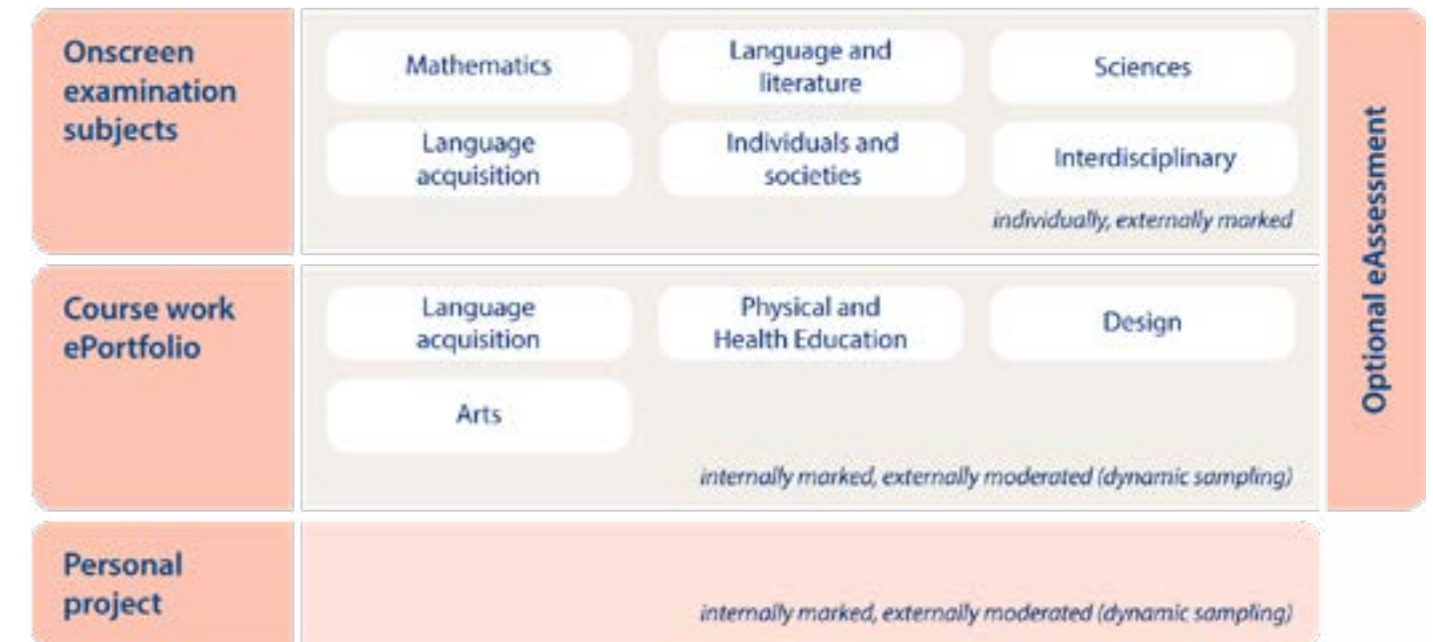 Onscreen
examination
subjects
Mathematics
Language and
literature
Sciences
Language
acquisition
Individuals and
societies
Interdisciplinary
individually, externally marked
Course work
ePortfolio
Language
acquisition
Physical and
Health Education
Design
Arts
internally marked, externally moderated (dynamic sampling)
Optional eAssessment
Personal
project
internally marked, externally moderated (dynamic sampling)